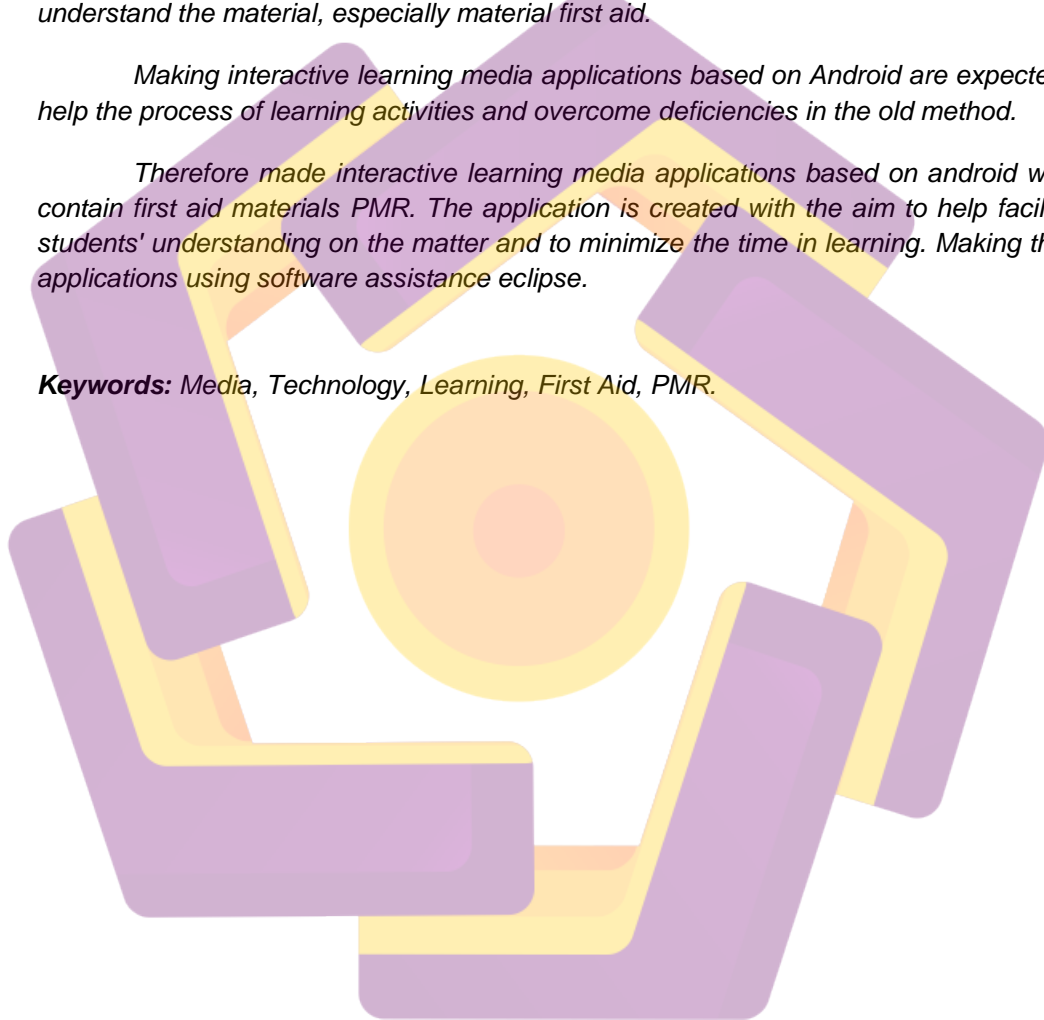 understand the material, especially material first aid.
Making interactive learning media applications based on Android are expecte
help the process of learning activities and overcome deficiencies in the old method.
Therefore made interactive learning media applications based on android w
contain first aid materials PMR. The application is created with the aim to help facil
students' understanding on the matter and to minimize the time in learning. Making th
applications using software assistance eclipse.
Keywords: Media, Technology, Learning, First Aid, PMR.